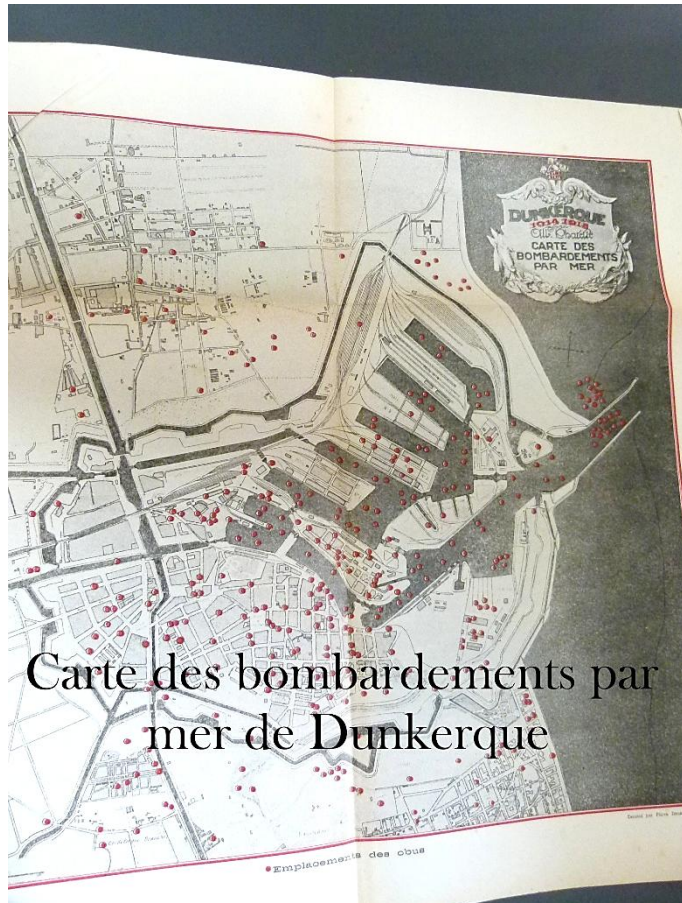 DUNKERQUE
1914-1918
CARTE DES
BOMBARDEMENTS
PAR MER
Carte des bombardements par
mer de Dunkerque
Emplacements des obus